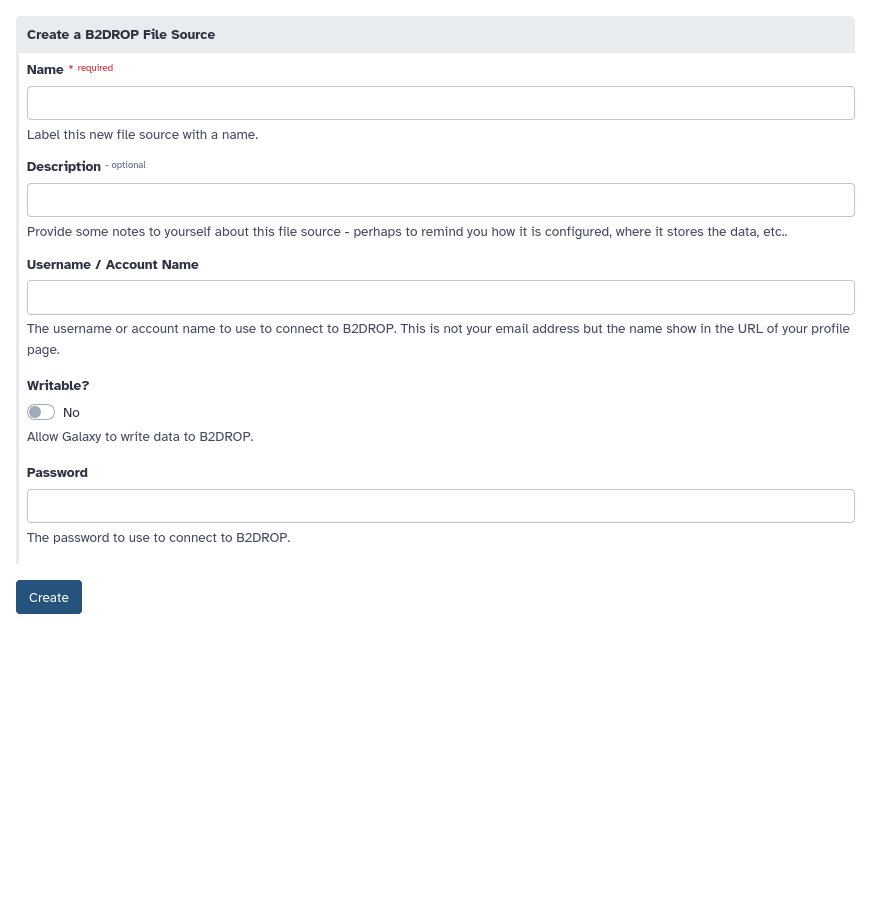 Create a B2DROP File Source
Name * required
Label this new file source with a name.
Description - optional
Provide some notes to yourself about this file source - perhaps to remind you how it is configured, where it stores the data, etc..
Username / Account Name
The username or account name to use to connect to B2DROP. This is not your email address but the name show in the URL of your profile
page.
Writable?
No
Allow Galaxy to write data to B2DROP.
Password
The password to use to connect to B2DROP.
Create